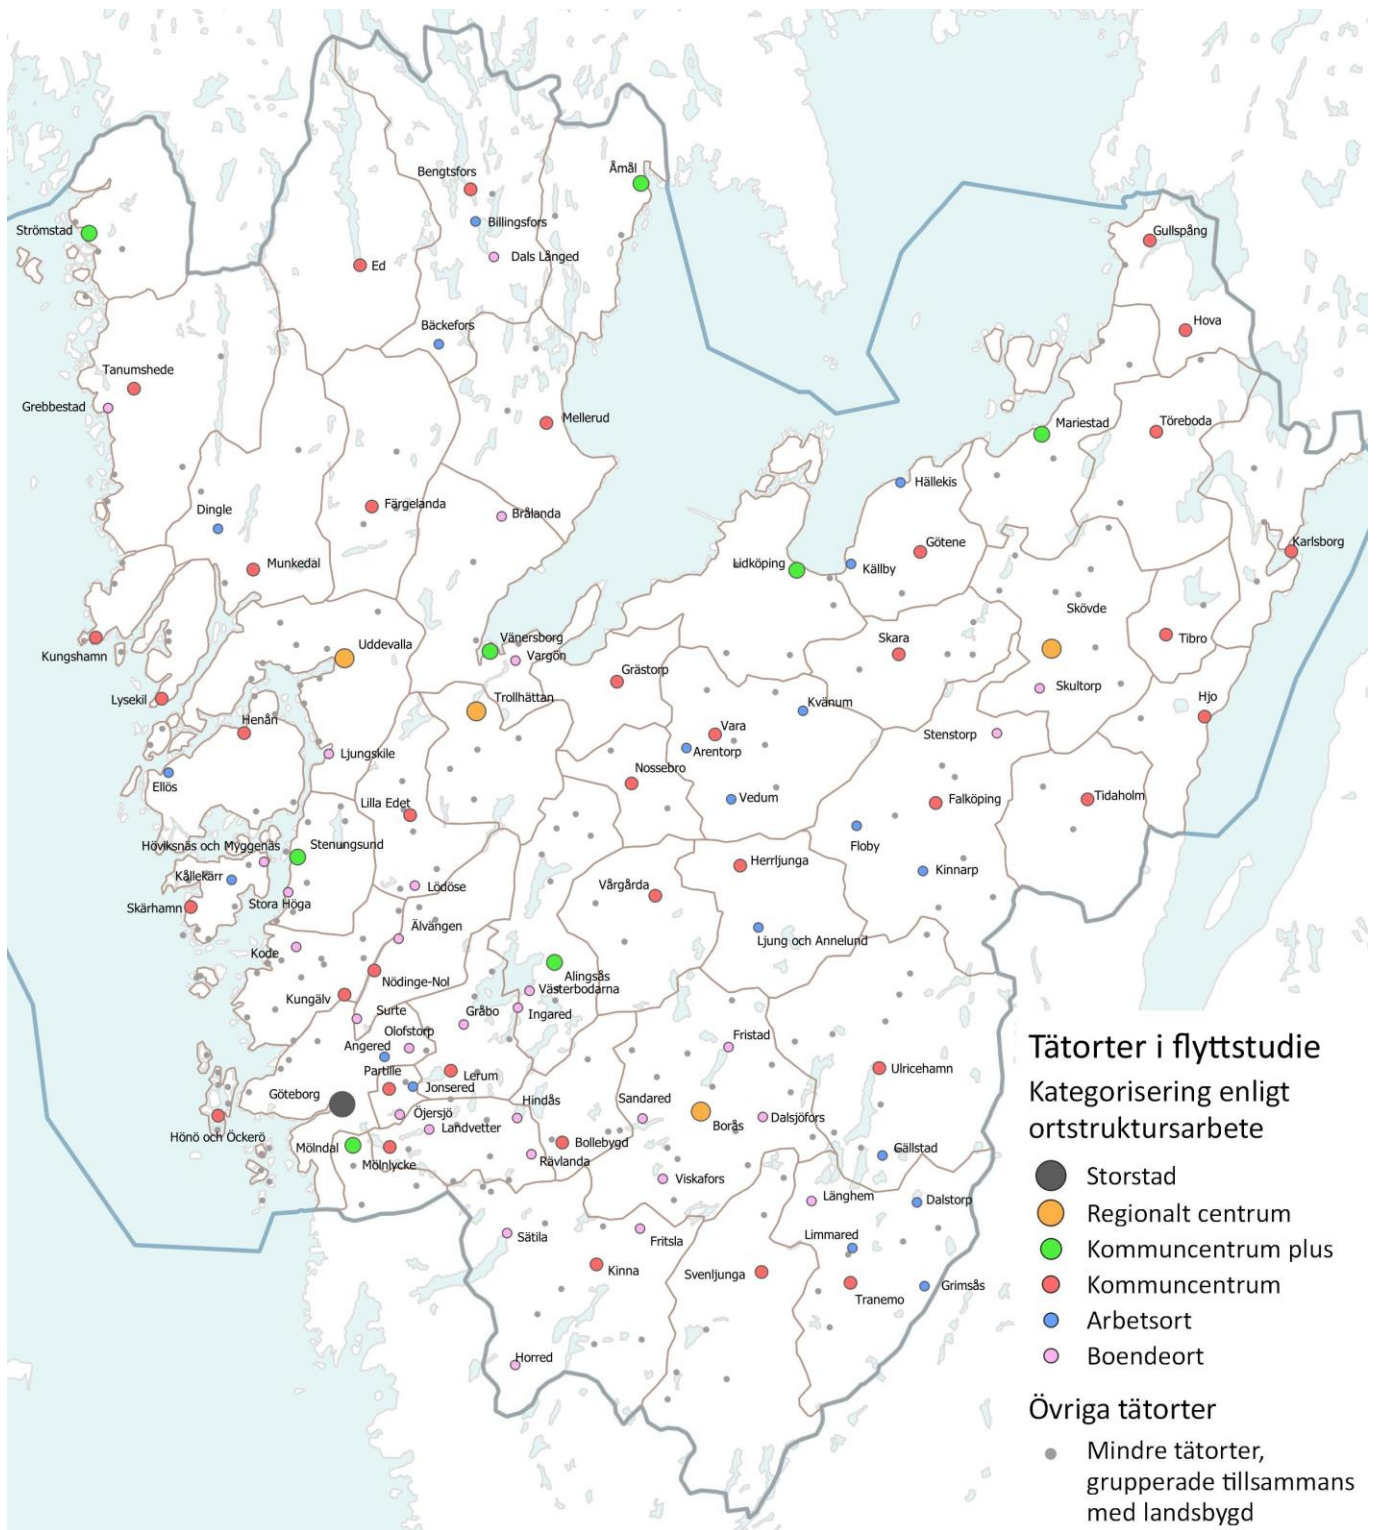 Åmål
Bengtsfors
Billingsfors
Strömstad
Gullspång
Dals Långed
Ed
Hova
Bäckefors
Tanumshede
Grebbestad
Mellerud
Mariestad
Töreboda
Hällekis
Färgelanda
Dingle
Brålanda
Götene
Karlsborg
Munkedal
Lidköping
Källby
Skövde
Vänersborg
Skara
Tibro
Uddevalla
Kungshamn
Vargön
Grästorp
Skultorp
Trollhättan
Hjo
Lysekil
Kvänum
Henån
Vara
Stenstorp
Arentorp
Ljungskile
Nossebro
Ellös
Vedum
Tidaholm
Lilla Edet
Falköping
Höviksnäs och Myggenäs
Stenungsund
Floby
Herrljunga
Kållekärr
Kinnarp
Lödöse
Vårgårda
Stora Höga
Skärhamn
Älvängen
Ljung och Annelund
Kode
Alingsås
Nödinge-Nol
Västerbodarna
Kungälv
Surte
Gråbo
Ingared
Olofstorp
Fristad
Angered
Partille
Lerum
Ulricehamn
Jonsered
Göteborg
Hindås
Sandared
Öjersjö
Dalsjöfors
Landvetter
Borås
Hönö och Öckerö
Mölndal
Bollebygd
Gällstad
Mölnlycke
Rävlanda
Viskafors
Länghem
Dalstorp
Sätila
Fritsla
Limmared
Kinna
Svenljunga
Grimsås
Tranemo
Horred
Tätorter i flyttstudie
Kategorisering enligt
ortstruktursarbete
Storstad
Regionalt centrum
Kommuncentrum plus
Kommuncentrum
Arbetsort
Boendeort
Övriga tätorter
Mindre tätorter,
grupperade tillsammans
med landsbygd